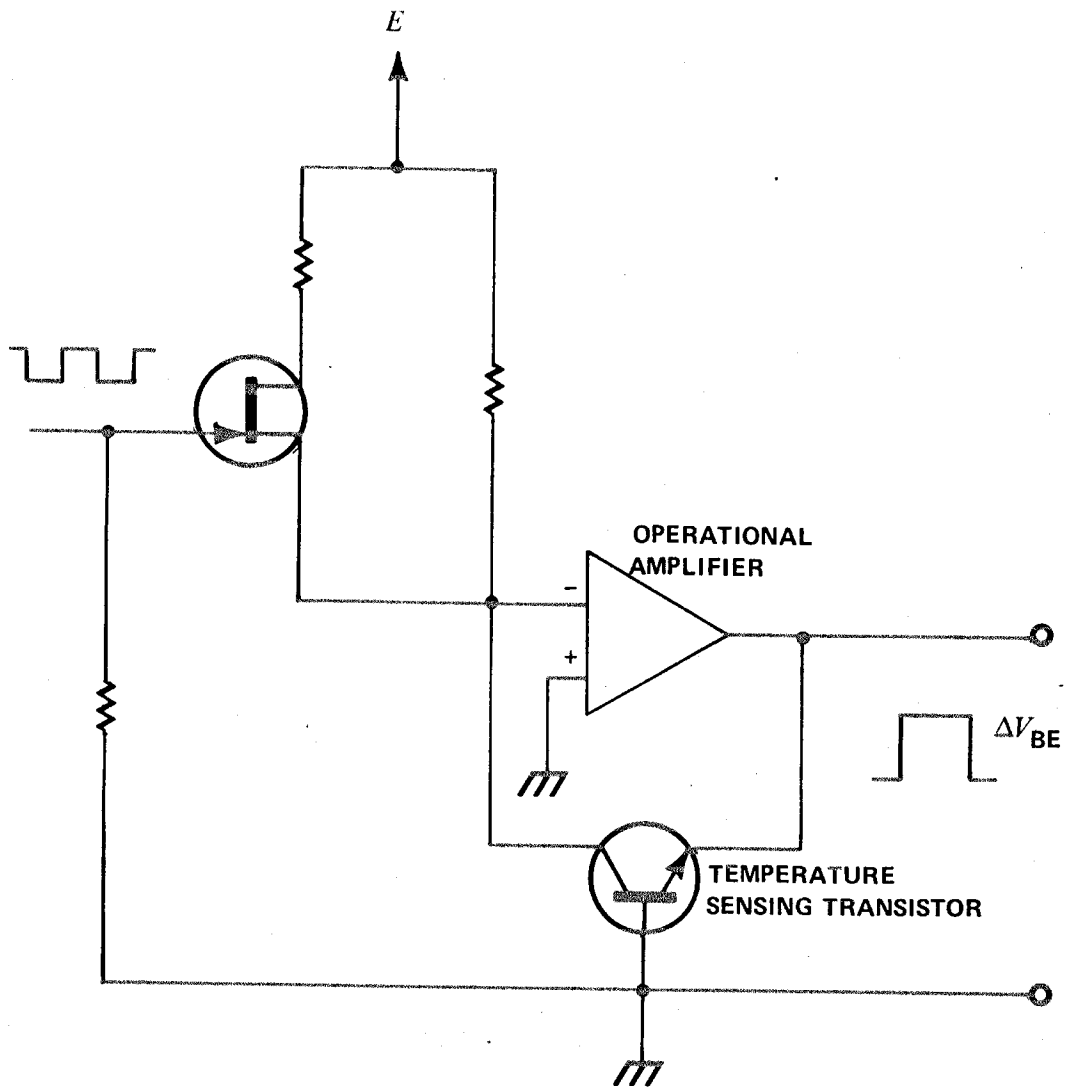 E
OPERATIONAL
AMPLIFIER
−
+
ΔVBE
TEMPERATURE
SENSING TRANSISTOR